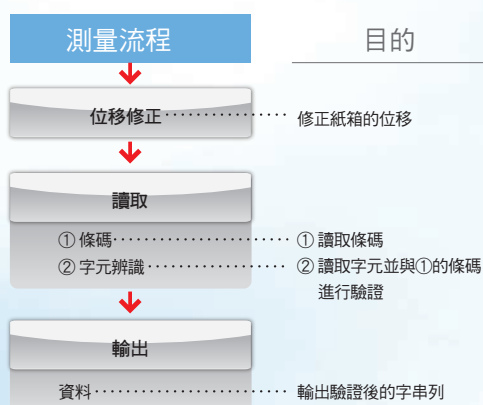 測量流程 目的
位移修正 修正紙箱的位移
讀取
① 條碼 ① 讀取條碼
② 字元辨識 ② 讀取字元並與①的條碼
進行驗證
輸出
資料 輸出驗證後的字串列